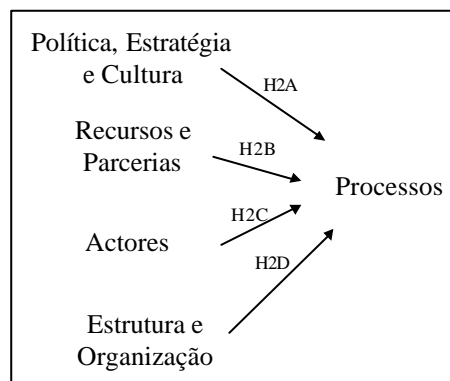 Política, Estratégia
e Cultura
H2A
Recursos e
Parcerias
H2B
Processos
Actores
H2C
H2D
Estrutura e
Organização